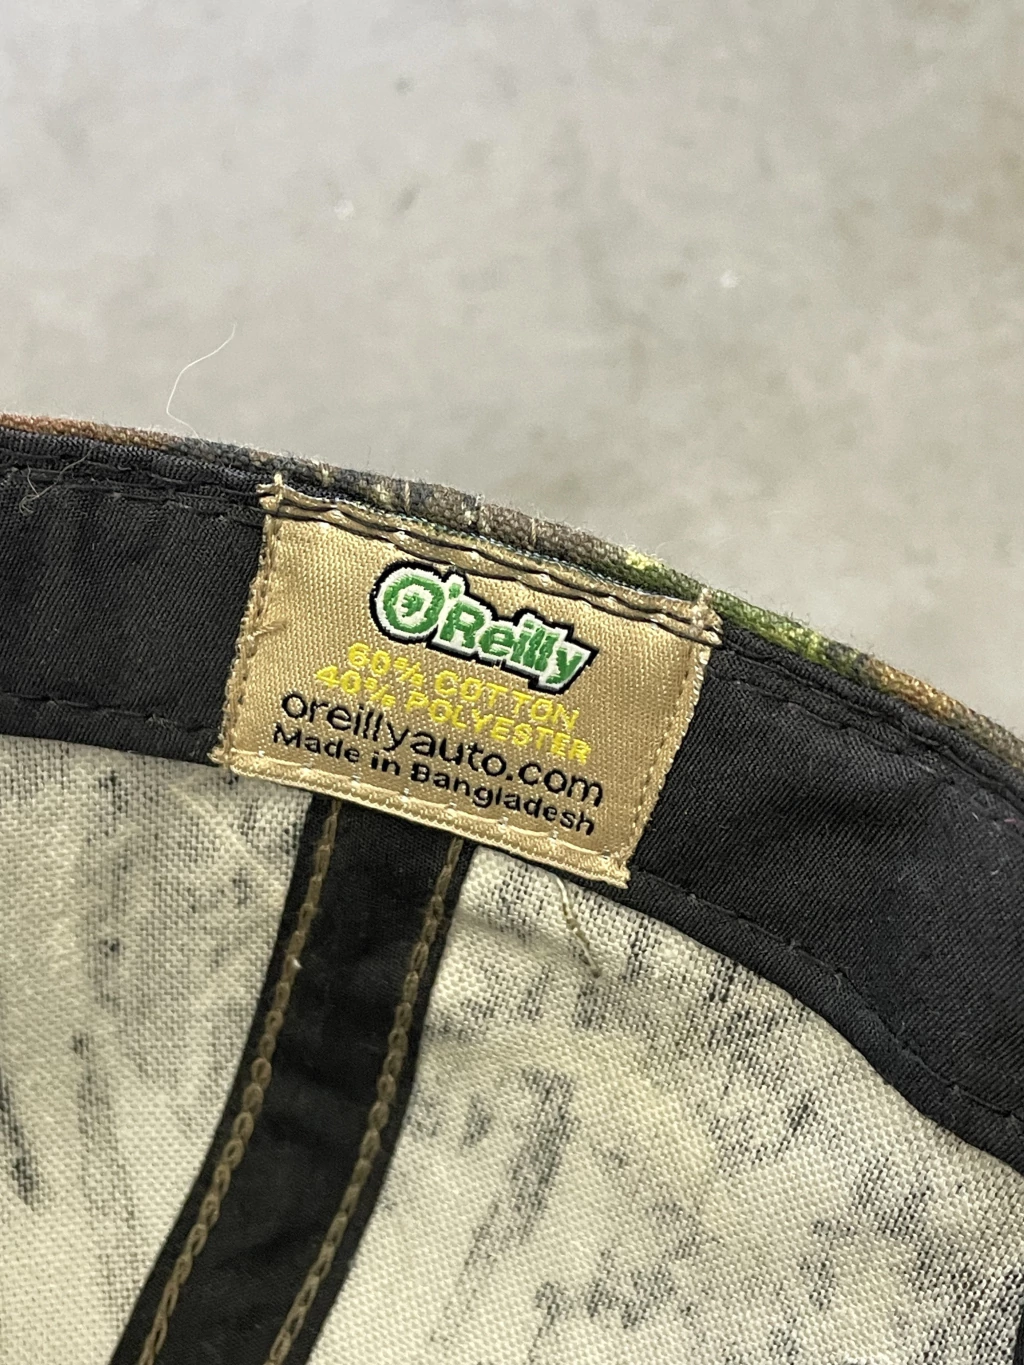 O'Reilly
60% COTTON
40% POLYESTER
oreillyauto.com
Made in Bangladesh